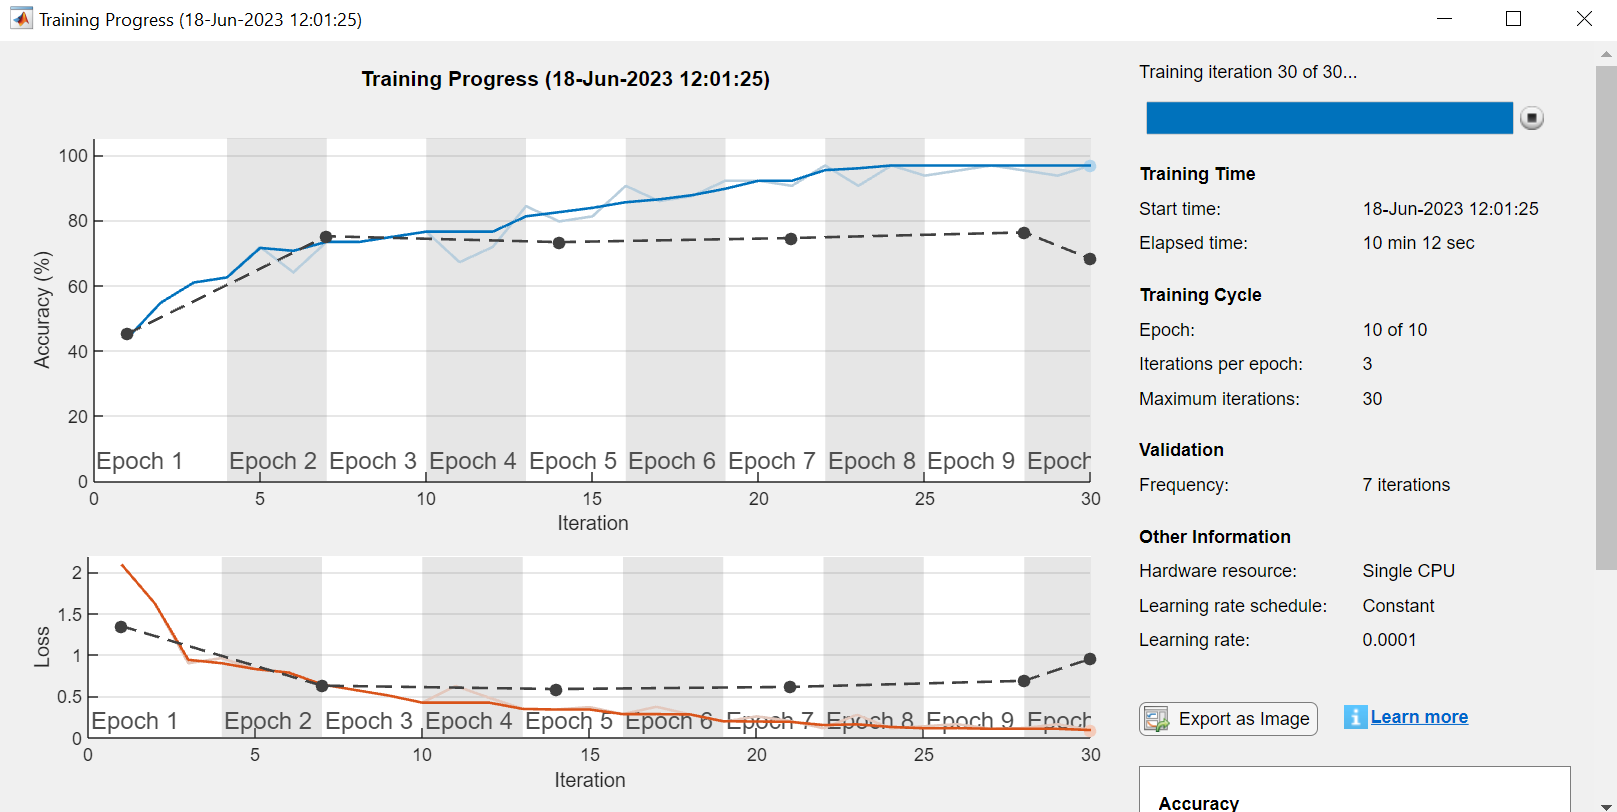 Training Progress (18-Jun-2023 12:01:25)
Training Progress (18-Jun-2023 12:01:25)
100
80
60
40
20
0
Accuracy (%)
Epoch 1 Epoch 2 Epoch 3 Epoch 4 Epoch 5 Epoch 6 Epoch 7 Epoch 8 Epoch 9 Epoch
0 5 10 15 20 25 30
Iteration
2
1.5
1
0.5
0
Loss
Epoch 1 Epoch 2 Epoch 3 Epoch 4 Epoch 5 Epoch 6 Epoch 7 Epoch 8 Epoch 9 Epoch
0 5 10 15 20 25 30
Iteration
Training iteration 30 of 30...
Training Time
Start time: 18-Jun-2023 12:01:25
Elapsed time: 10 min 12 sec
Training Cycle
Epoch: 10 of 10
Iterations per epoch: 3
Maximum iterations: 30
Validation
Frequency: 7 iterations
Other Information
Hardware resource: Single CPU
Learning rate schedule: Constant
Learning rate: 0.0001
Export as Image
i Learn more
Accuracy